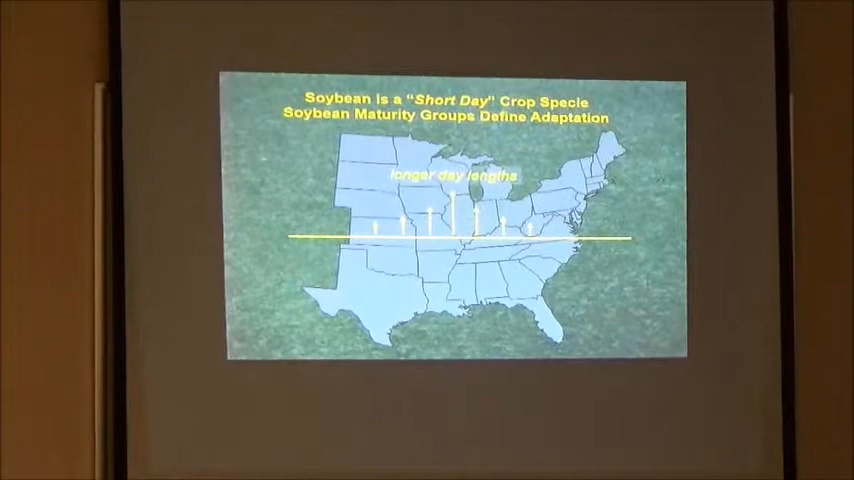 Soybean is a “Short Day” Crop Specie
Soybean Maturity Groups Define Adaptation
longer day lengths